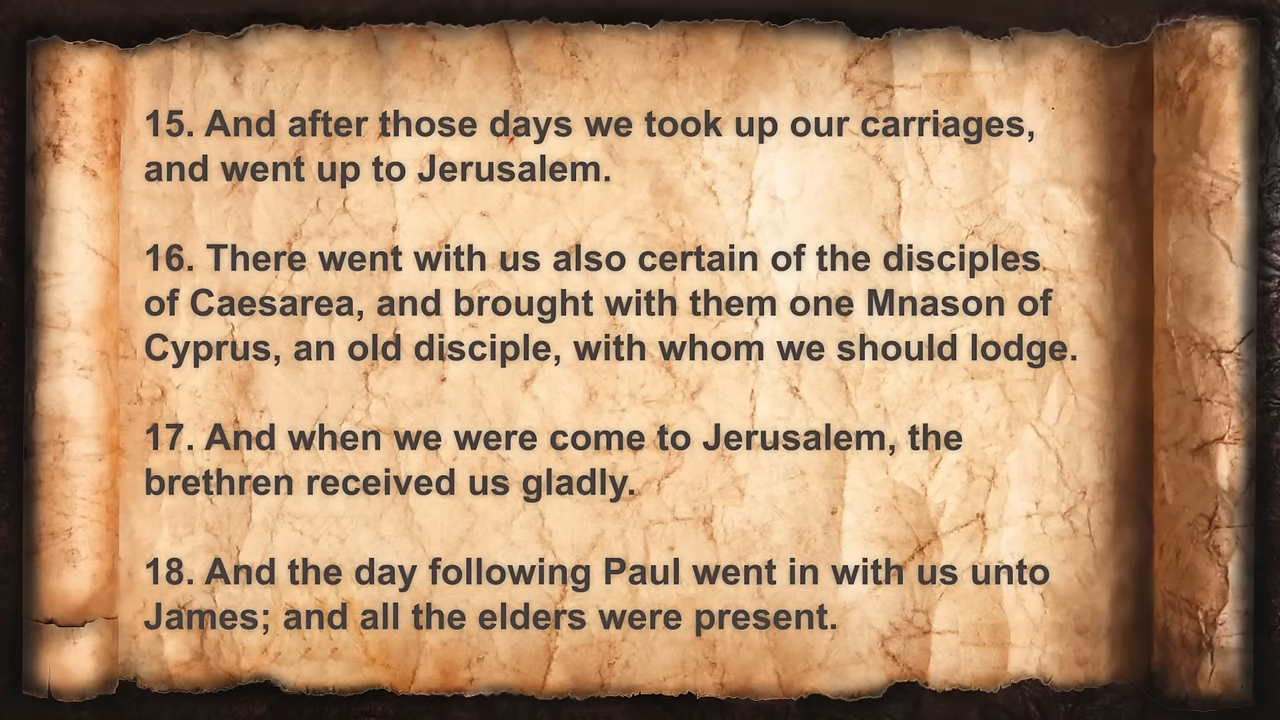 15. And after those days we took up our carriages,
and went up to Jerusalem.
16. There went with us also certain of the disciples
of Caesarea, and brought with them one Mnason of
Cyprus, an old disciple, with whom we should lodge.
17. And when we were come to Jerusalem, the
brethren received us gladly.
18. And the day following Paul went in with us unto
James; and all the elders were present.